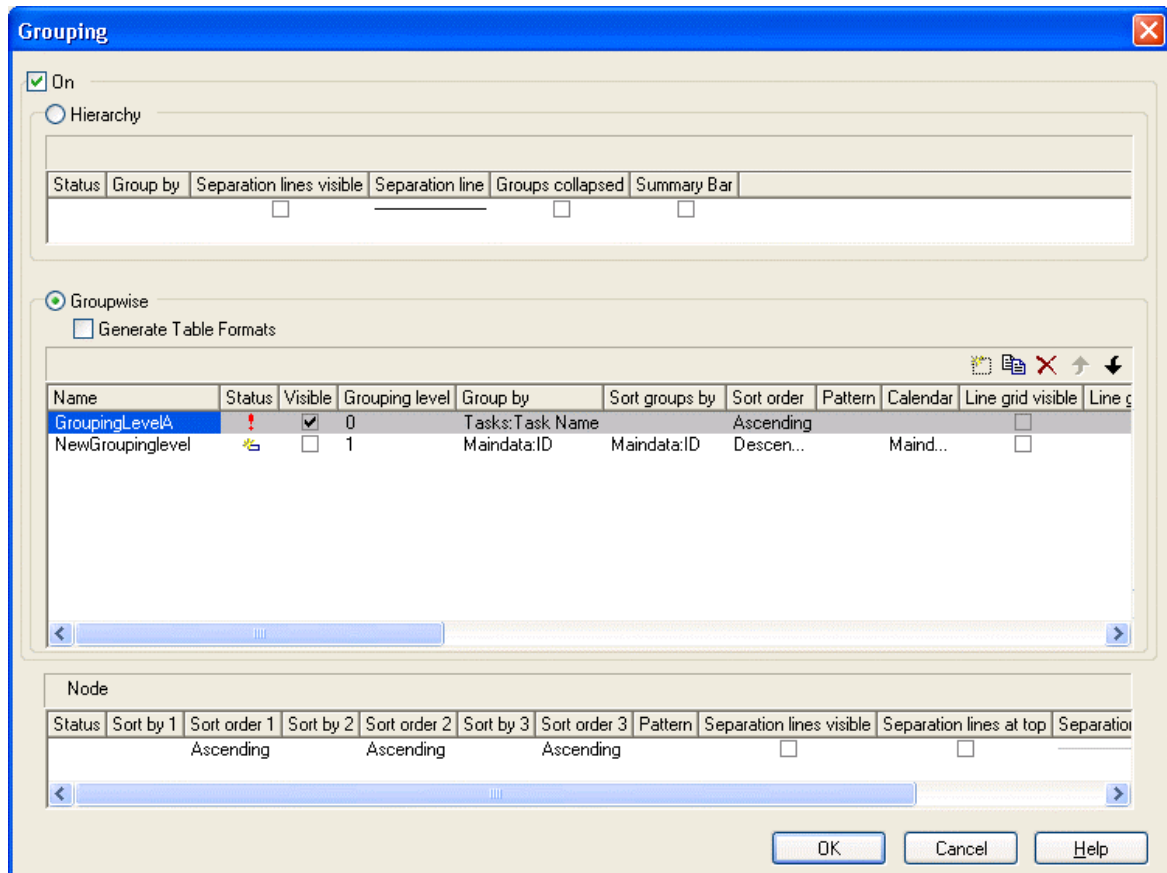 Grouping
On
Hierarchy
Status Group by Separation lines visible Separation line Groups collapsed Summary Bar
Groupwise
Generate Table Formats
Name Status Visible Grouping level Group by Sort groups by Sort order Pattern Calendar Line grid visible Line g
GroupingLevelA 0 Tasks:Task Name Ascending
NewGroupinglevel 1 Maindata:ID Maindata:ID Descen... Maind...
Node
Status Sort by 1 Sort order 1 Sort by 2 Sort order 2 Sort by 3 Sort order 3 Pattern Separation lines visible Separation lines at top Separation
Ascending Ascending Ascending
OK Cancel Help